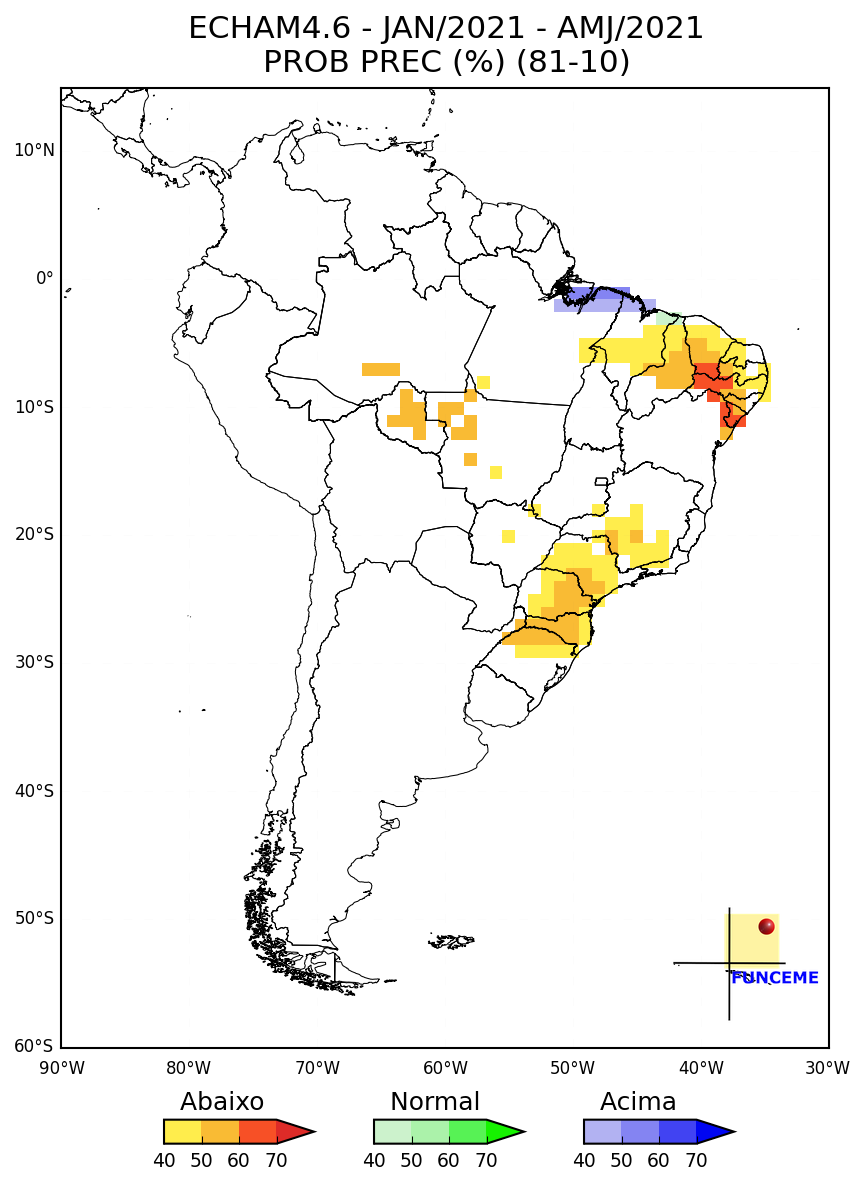 ECHAM4.6 - JAN/2021 - AMJ/2021
PROB PREC (%) (81-10)
10°N
0°
10°S
20°S
30°S
40°S
50°S
60°S
90°W 80°W 70°W 60°W 50°W 40°W 30°W
FUNCEME
Abaixo Normal Acima
40 50 60 70 40 50 60 70 40 50 60 70